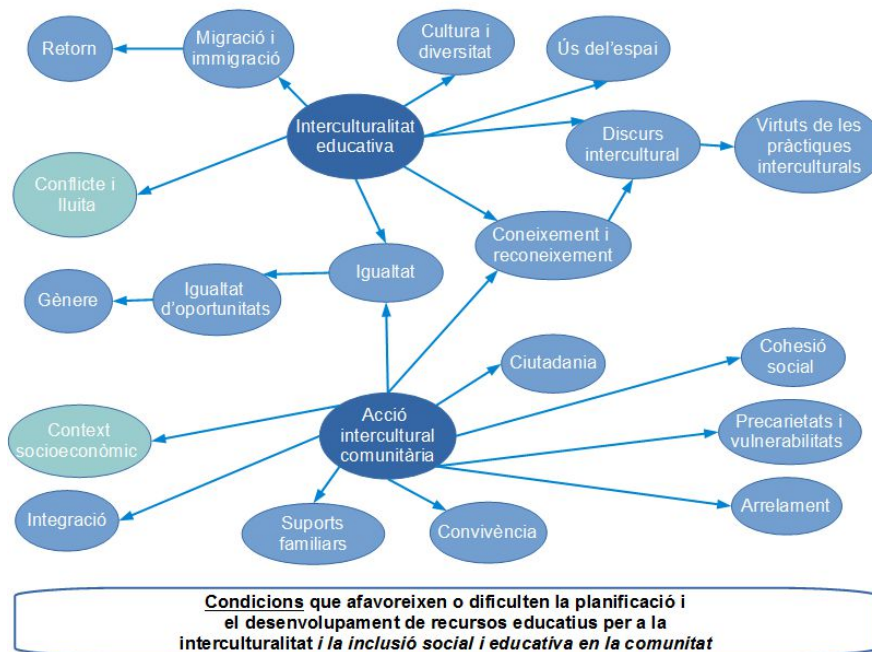 Retorn
Migració i
immigració
Cultura i
diversitat
Ús del'espai
Interculturalitat
educativa
Discurs
intercultural
Virtuts de les
pràctiques
interculturals
Conflicte i
lluita
Coneixement i
reconeixement
Gènere
Igualtat
d'oportunitats
Igualtat
Ciutadania
Cohesió
social
Context
socioeconòmic
Acció
intercultural
comunitària
Precarietats i
vulnerabilitats
Integració
Suports
familiars
Convivència
Arrelament
Condicions que afavoreixen o dificulten la planificació i
el desenvolupament de recursos educatius per a la
interculturalitat i la inclusió social i educativa en la comunitat